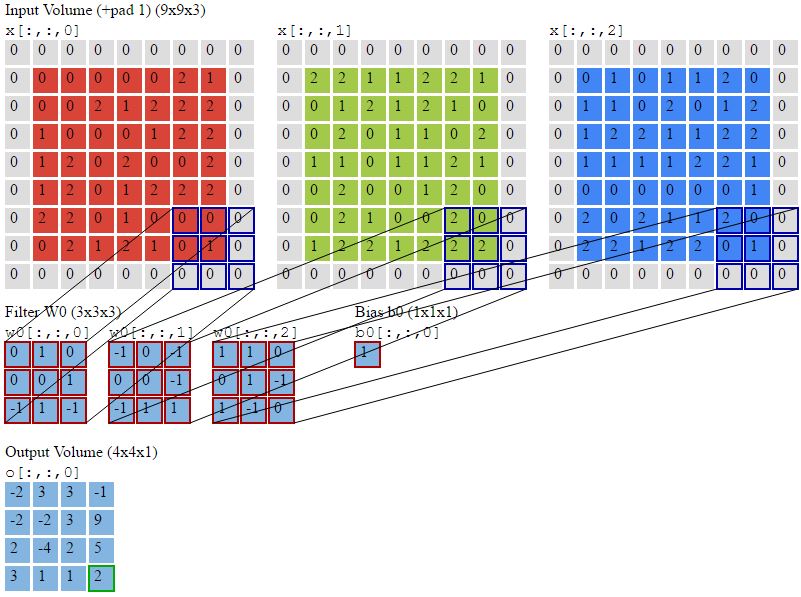 Input Volume (+pad 1) (9x9x3)
x[:,:,0] x[:,:,1] x[:,:,2]
0 0 0 0 0 0 0 0 0 0 0 0 0 0 0 0 0 0 0 0 0 0 0 0 0 0 0
0 0 0 0 0 0 2 1 0 0 2 2 1 1 2 2 1 0 0 0 1 0 1 1 2 0 0
0 0 0 2 1 2 2 2 0 0 0 1 2 1 2 1 0 0 0 1 1 0 2 0 1 2 0
0 1 0 0 0 1 2 2 0 0 0 2 0 1 1 0 2 0 0 1 2 2 1 1 2 2 0
0 1 2 0 2 0 0 2 0 0 1 1 0 1 1 2 1 0 0 1 1 1 1 2 2 1 0
0 1 2 0 1 2 2 2 0 0 1 2 0 0 1 2 0 0 0 0 0 0 0 0 0 1 0
0 2 2 0 1 0 0 0 0 0 0 2 1 0 0 2 0 0 0 2 0 2 1 1 2 0 0
0 0 2 1 2 1 0 1 0 0 1 2 2 1 2 2 2 0 0 2 2 1 2 2 0 1 0
0 0 0 0 0 0 0 0 0 0 0 0 0 0 0 0 0 0 0 0 0 0 0 0 0 0 0
Filter W0 (3x3x3) Bias b0 (1x1x1)
w0[:,:,0] w0[:,:,1] w0[:,:,2] b0[:,:,0]
0 1 0 -1 0 -1 1 1 0 1
0 0 1 0 0 -1 0 1 -1
-1 1 -1 -1 1 1 1 -1 0
Output Volume (4x4x1)
o[:,:,0]
-2 3 3 -1
-2 -2 3 9
2 -4 2 5
3 1 1 2